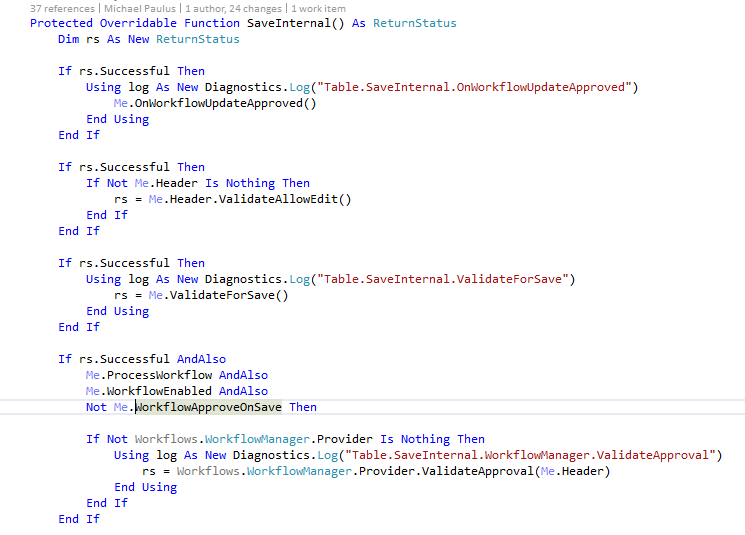 37 references | Michael Paulus | 1 author, 24 changes | 1 work item
Protected Overridable Function SaveInternal() As ReturnStatus
    Dim rs As New ReturnStatus

    If rs.Successful Then
        Using log As New Diagnostics.Log("Table.SaveInternal.OnWorkflowUpdateApproved")
            Me.OnWorkflowUpdateApproved()
        End Using
    End If

    If rs.Successful Then
        If Not Me.Header Is Nothing Then
            rs = Me.Header.ValidateAllowEdit()
        End If
    End If

    If rs.Successful Then
        Using log As New Diagnostics.Log("Table.SaveInternal.ValidateForSave")
            rs = Me.ValidateForSave()
        End Using
    End If

    If rs.Successful AndAlso
        Me.ProcessWorkflow AndAlso
        Me.WorkflowEnabled AndAlso
        Not Me.WorkflowApproveOnSave Then

        If Not Workflows.WorkflowManager.Provider Is Nothing Then
            Using log As New Diagnostics.Log("Table.SaveInternal.WorkflowManager.ValidateApproval")
                rs = Workflows.WorkflowManager.Provider.ValidateApproval(Me.Header)
            End Using
        End If
    End If